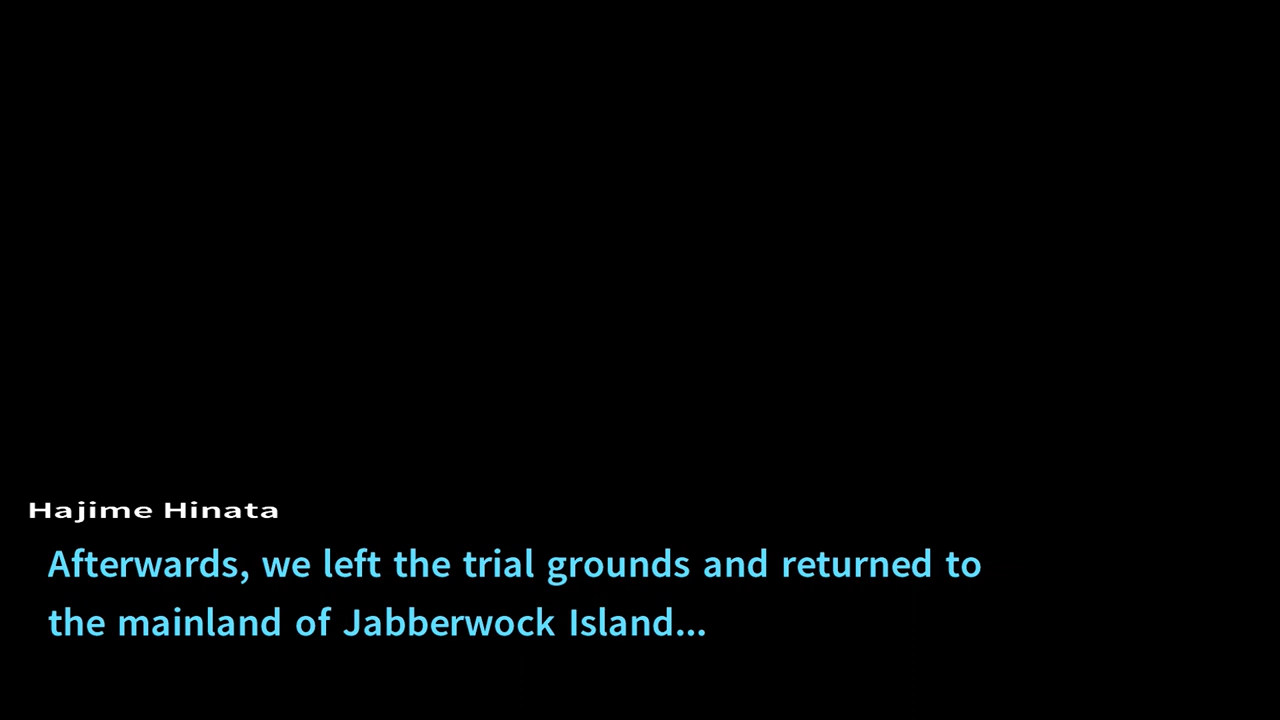 Hajime Hinata
Afterwards, we left the trial grounds and returned to
the mainland of Jabberwock Island...